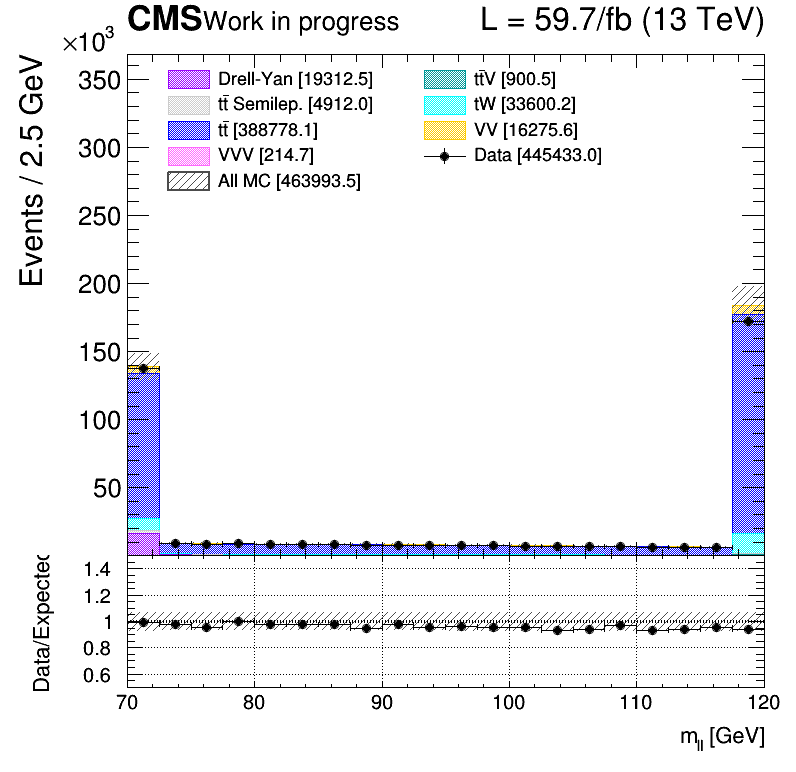 CMS Work in progress L = 59.7/fb (13 TeV)
×10³
Events / 2.5 GeV
350
300
250
200
150
100
50
Drell-Yan [19312.5]
tt̄ Semilep. [4912.0]
tt̄ [388778.1]
VVV [214.7]
All MC [463993.5]
tt̄V [900.5]
tW [33600.2]
VV [16275.6]
Data [445433.0]
Data/Expected
1.4
1.2
1
0.8
0.6
70 80 90 100 110 120
m_ll [GeV]